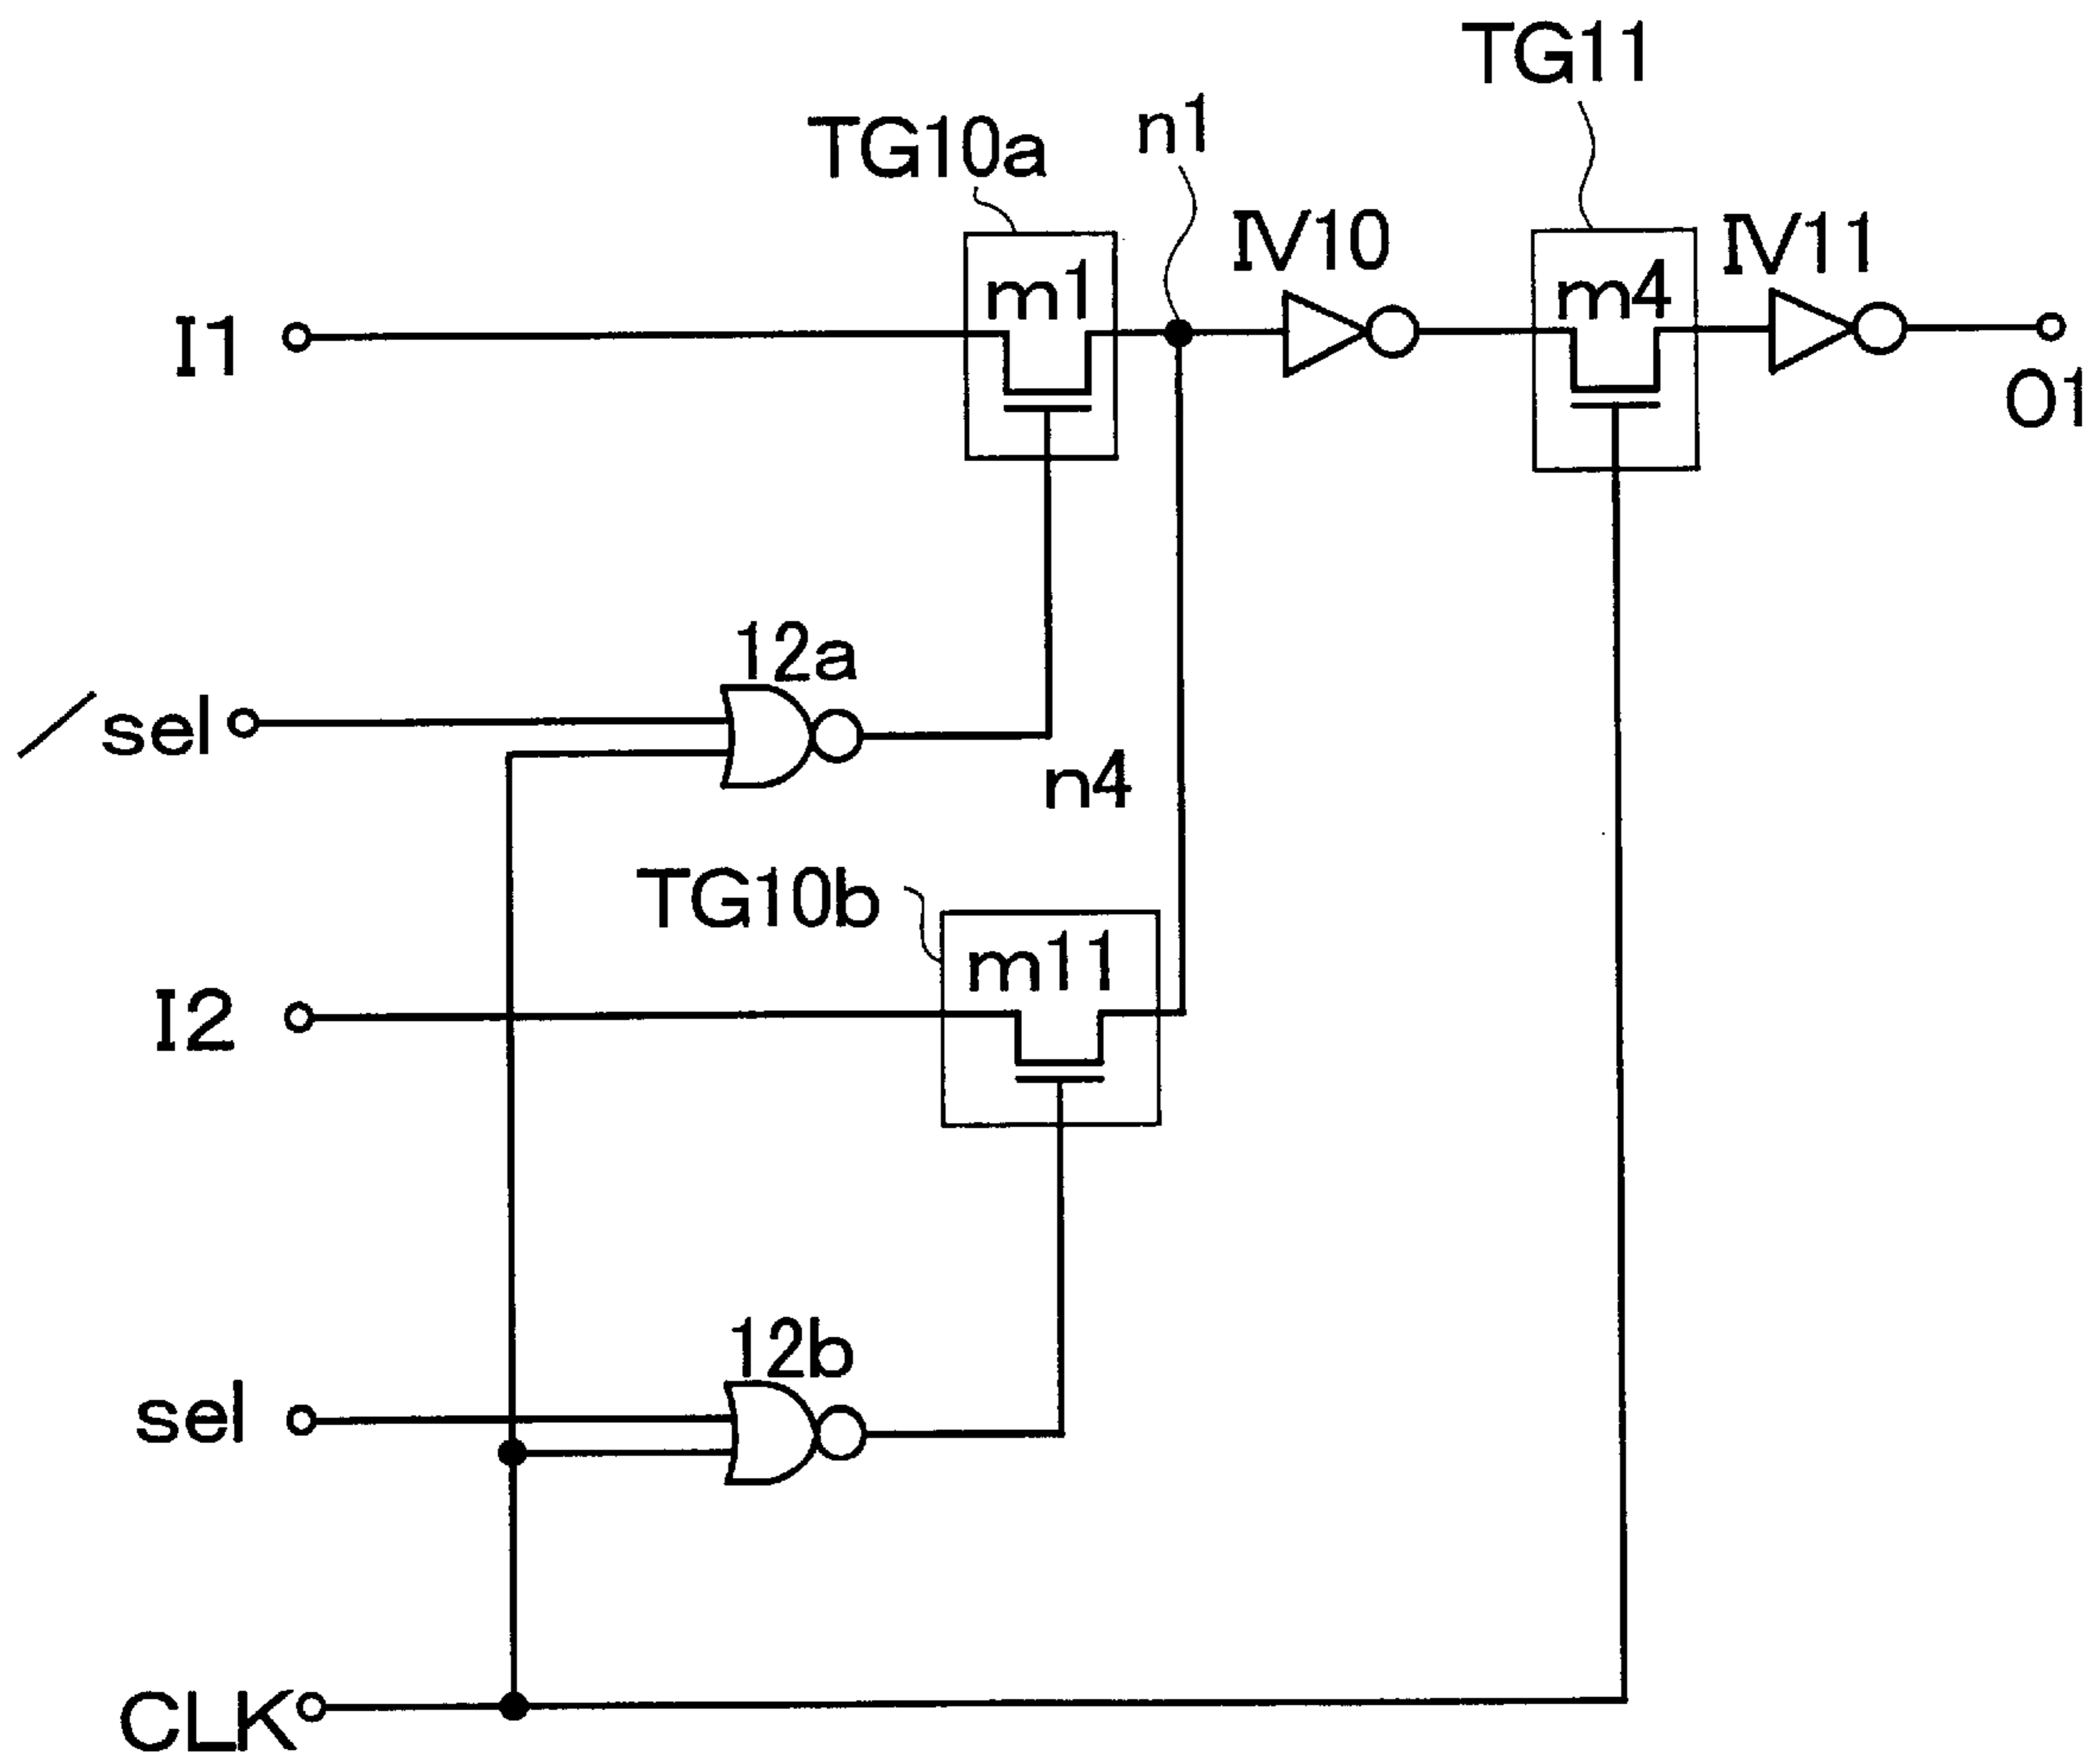 TG11
n1
TG10a
IV10
IV11
m1
m4
I1
O1
12a
/sel
n4
TG10b
m11
I2
12b
sel
CLK